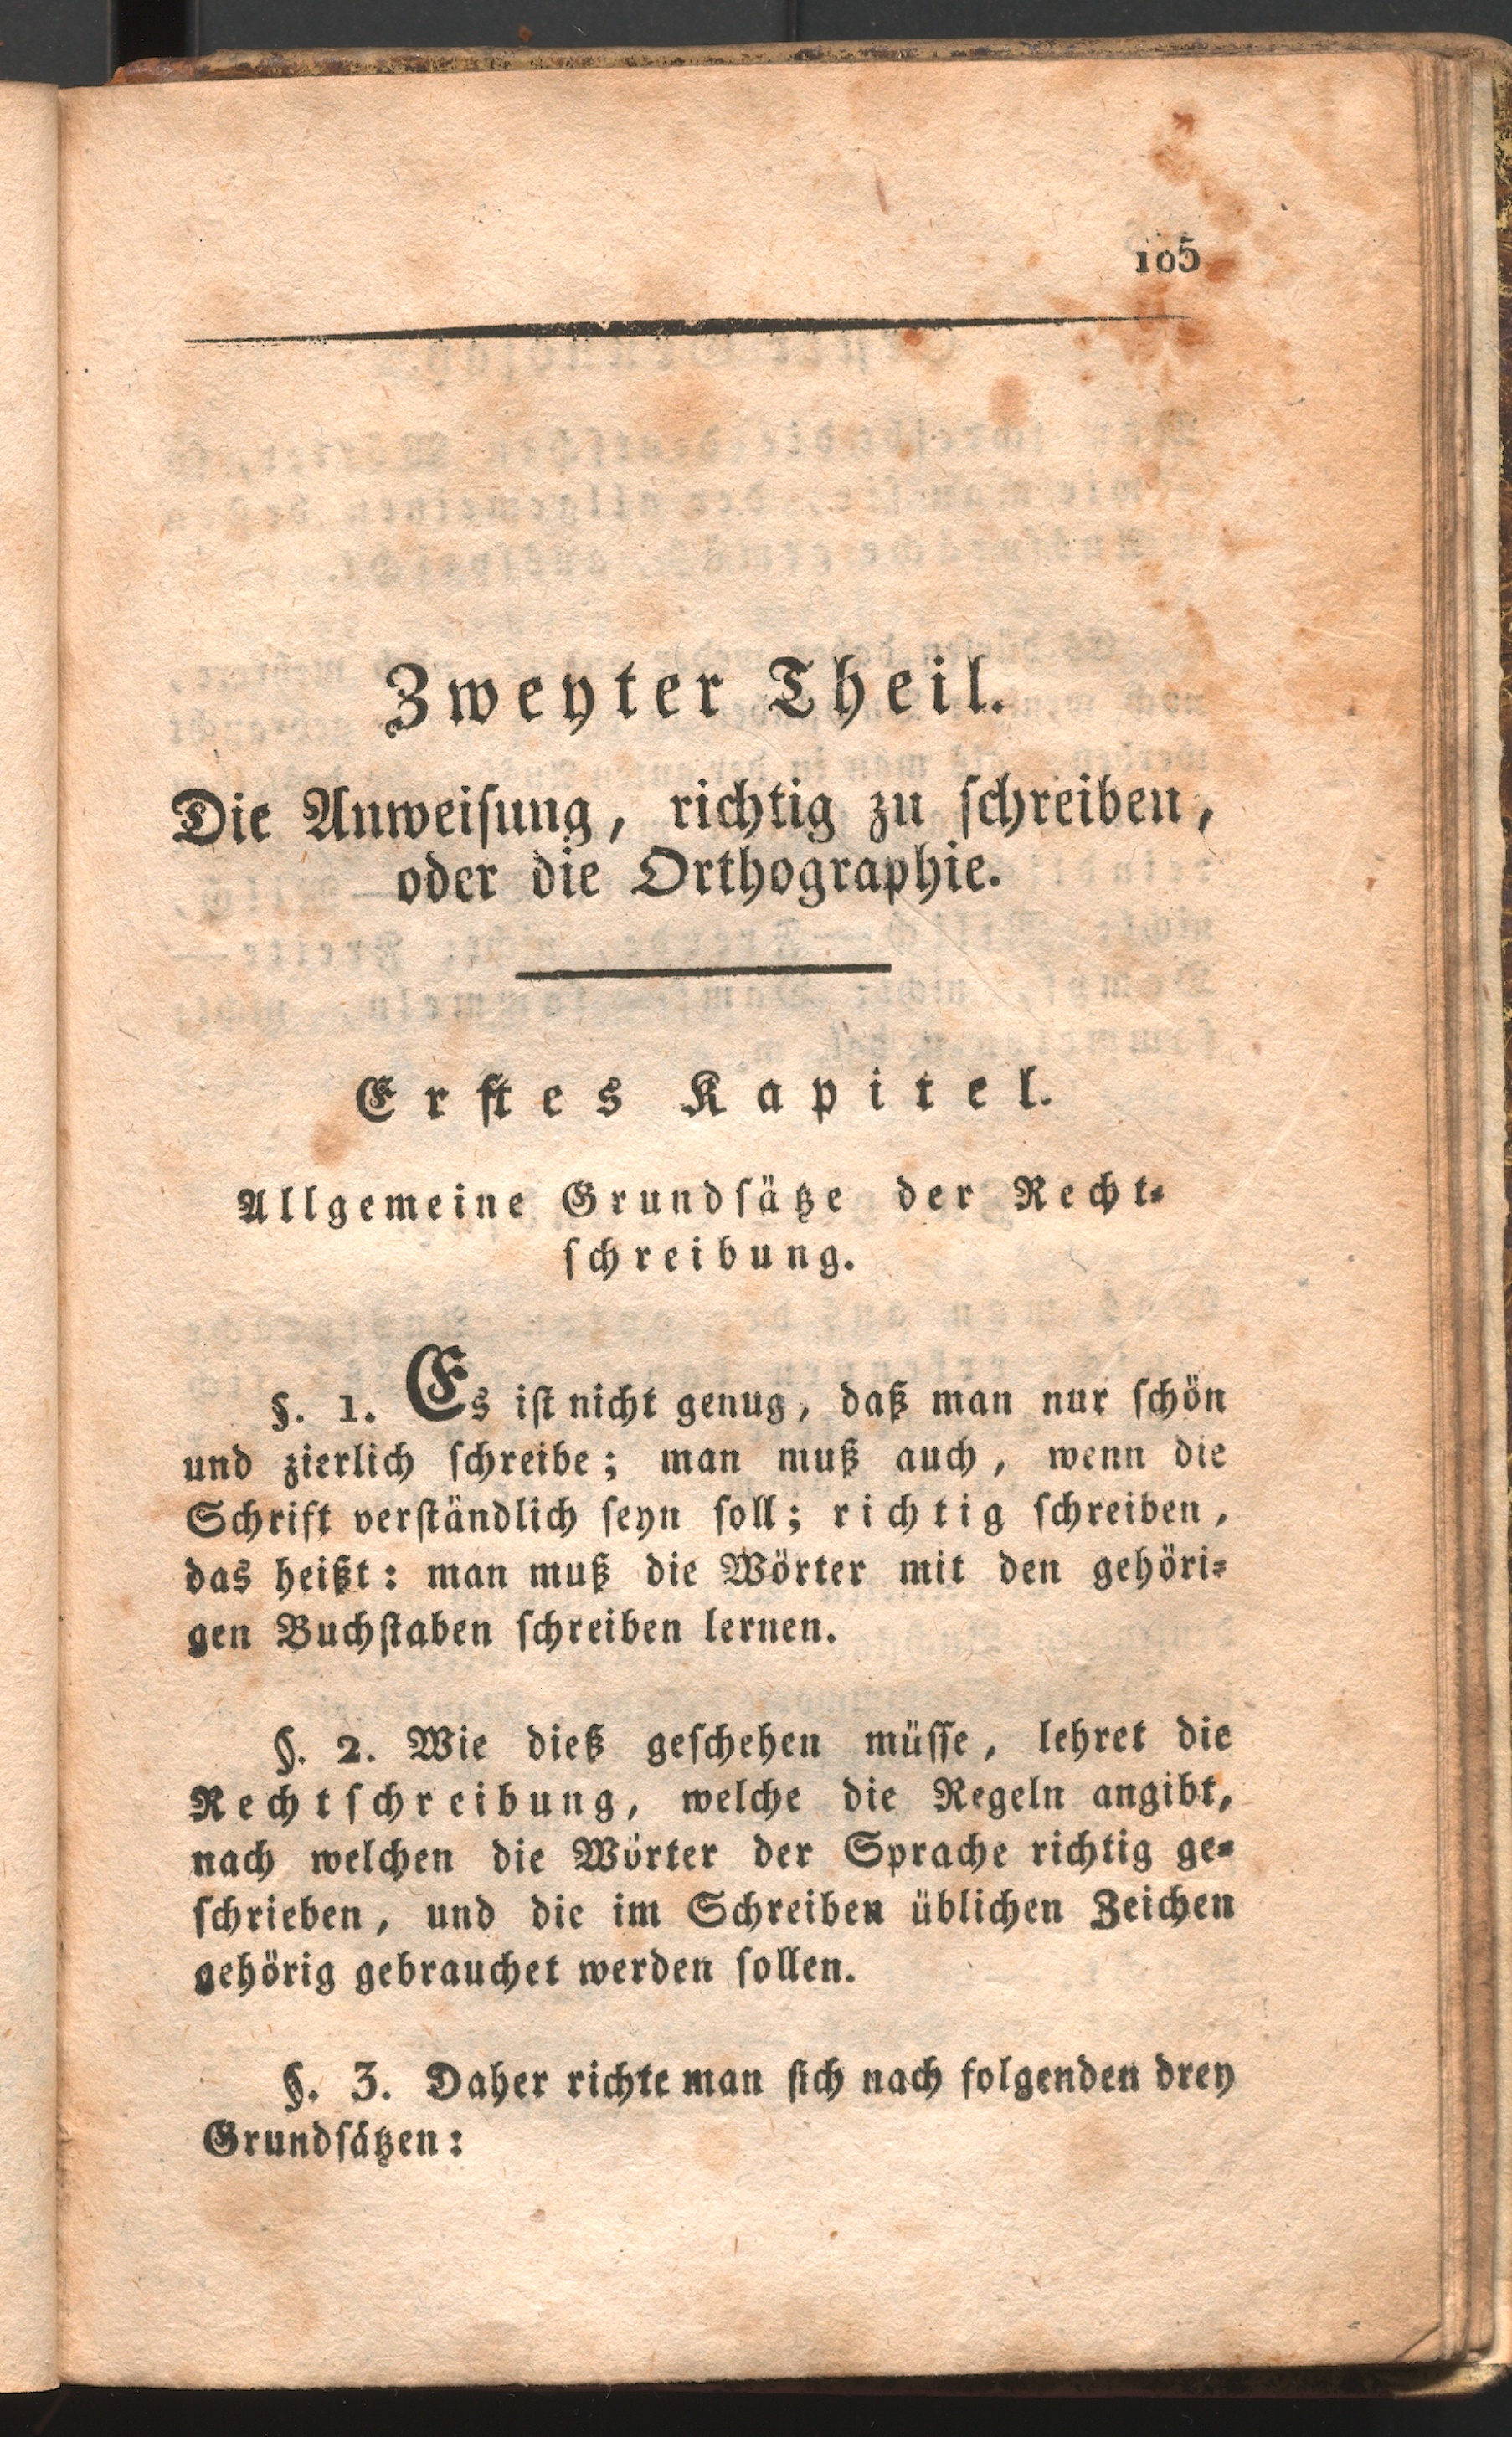 105
Zweyter Theil.
Die Anweiſung, richtig zu ſchreiben,
oder die Orthographie.
Erſtes Kapitel.
Allgemeine Grundſätze der Recht⸗
ſchreibung.
§. 1. Es iſt nicht genug, daß man nur ſchön
und zierlich ſchreibe; man muß auch, wenn die
Schrift verſtändlich ſeyn ſoll; richtig ſchreiben,
das heißt: man muß die Wörter mit den gehöri⸗
gen Buchſtaben ſchreiben lernen.
§. 2. Wie dieß geſchehen müſſe, lehret die
Rechtſchreibung, welche die Regeln angibt,
nach welchen die Wörter der Sprache richtig ge⸗
ſchrieben, und die im Schreiben üblichen Zeichen
gehörig gebrauchet werden ſollen.
§. 3. Daher richte man ſich nach folgenden drey
Grundſätzen: